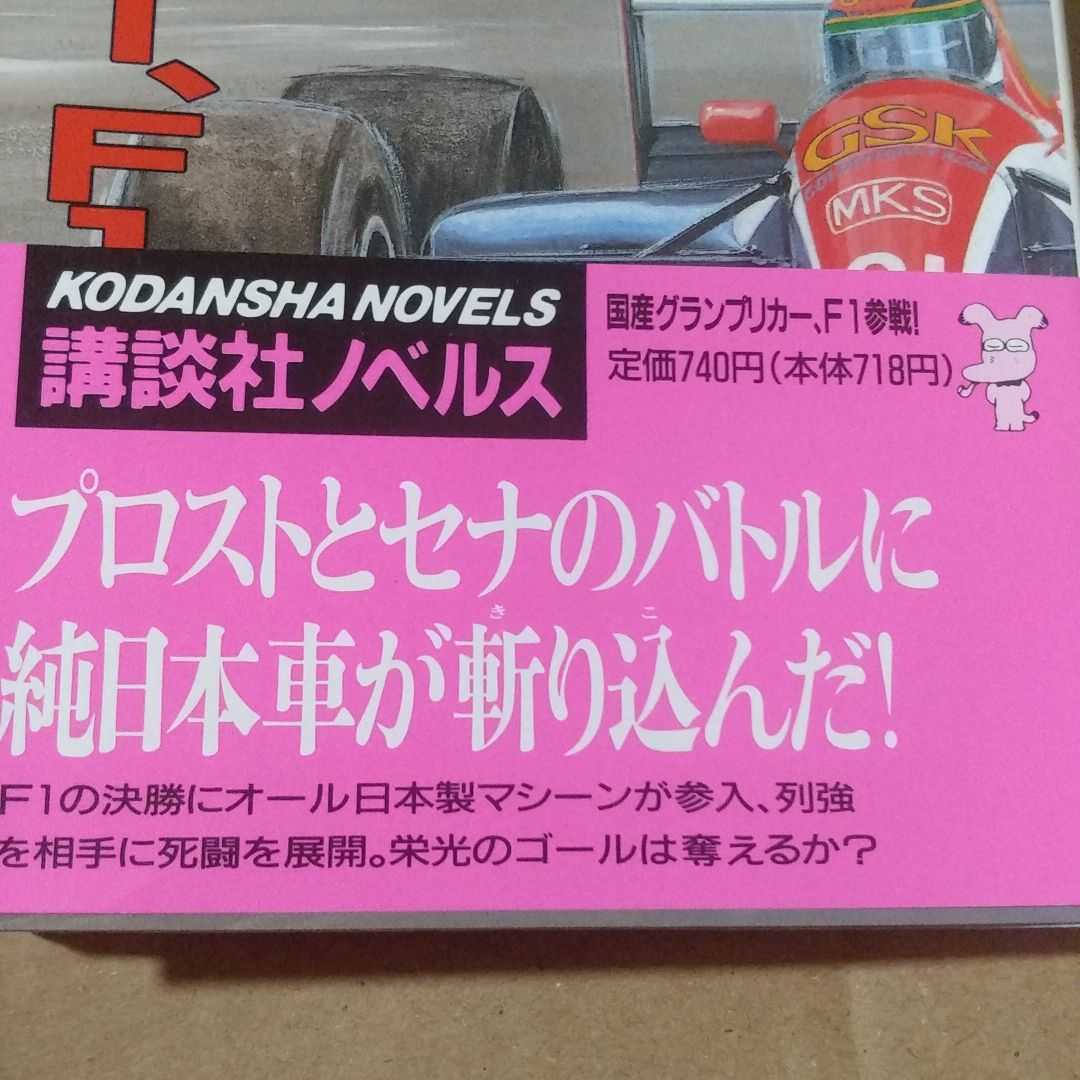 F1
GSK
MKS
KODANSHA NOVELS
講談社ノベルス
国産グランプリカー、F1参戦!
定価740円(本体718円)
プロストとセナのバトルに
純日本車が斬り込んだ!
き
こ
F1の決勝にオール日本製マシーンが参入、列強
を相手に死闘を展開。栄光のゴールは奪えるか?